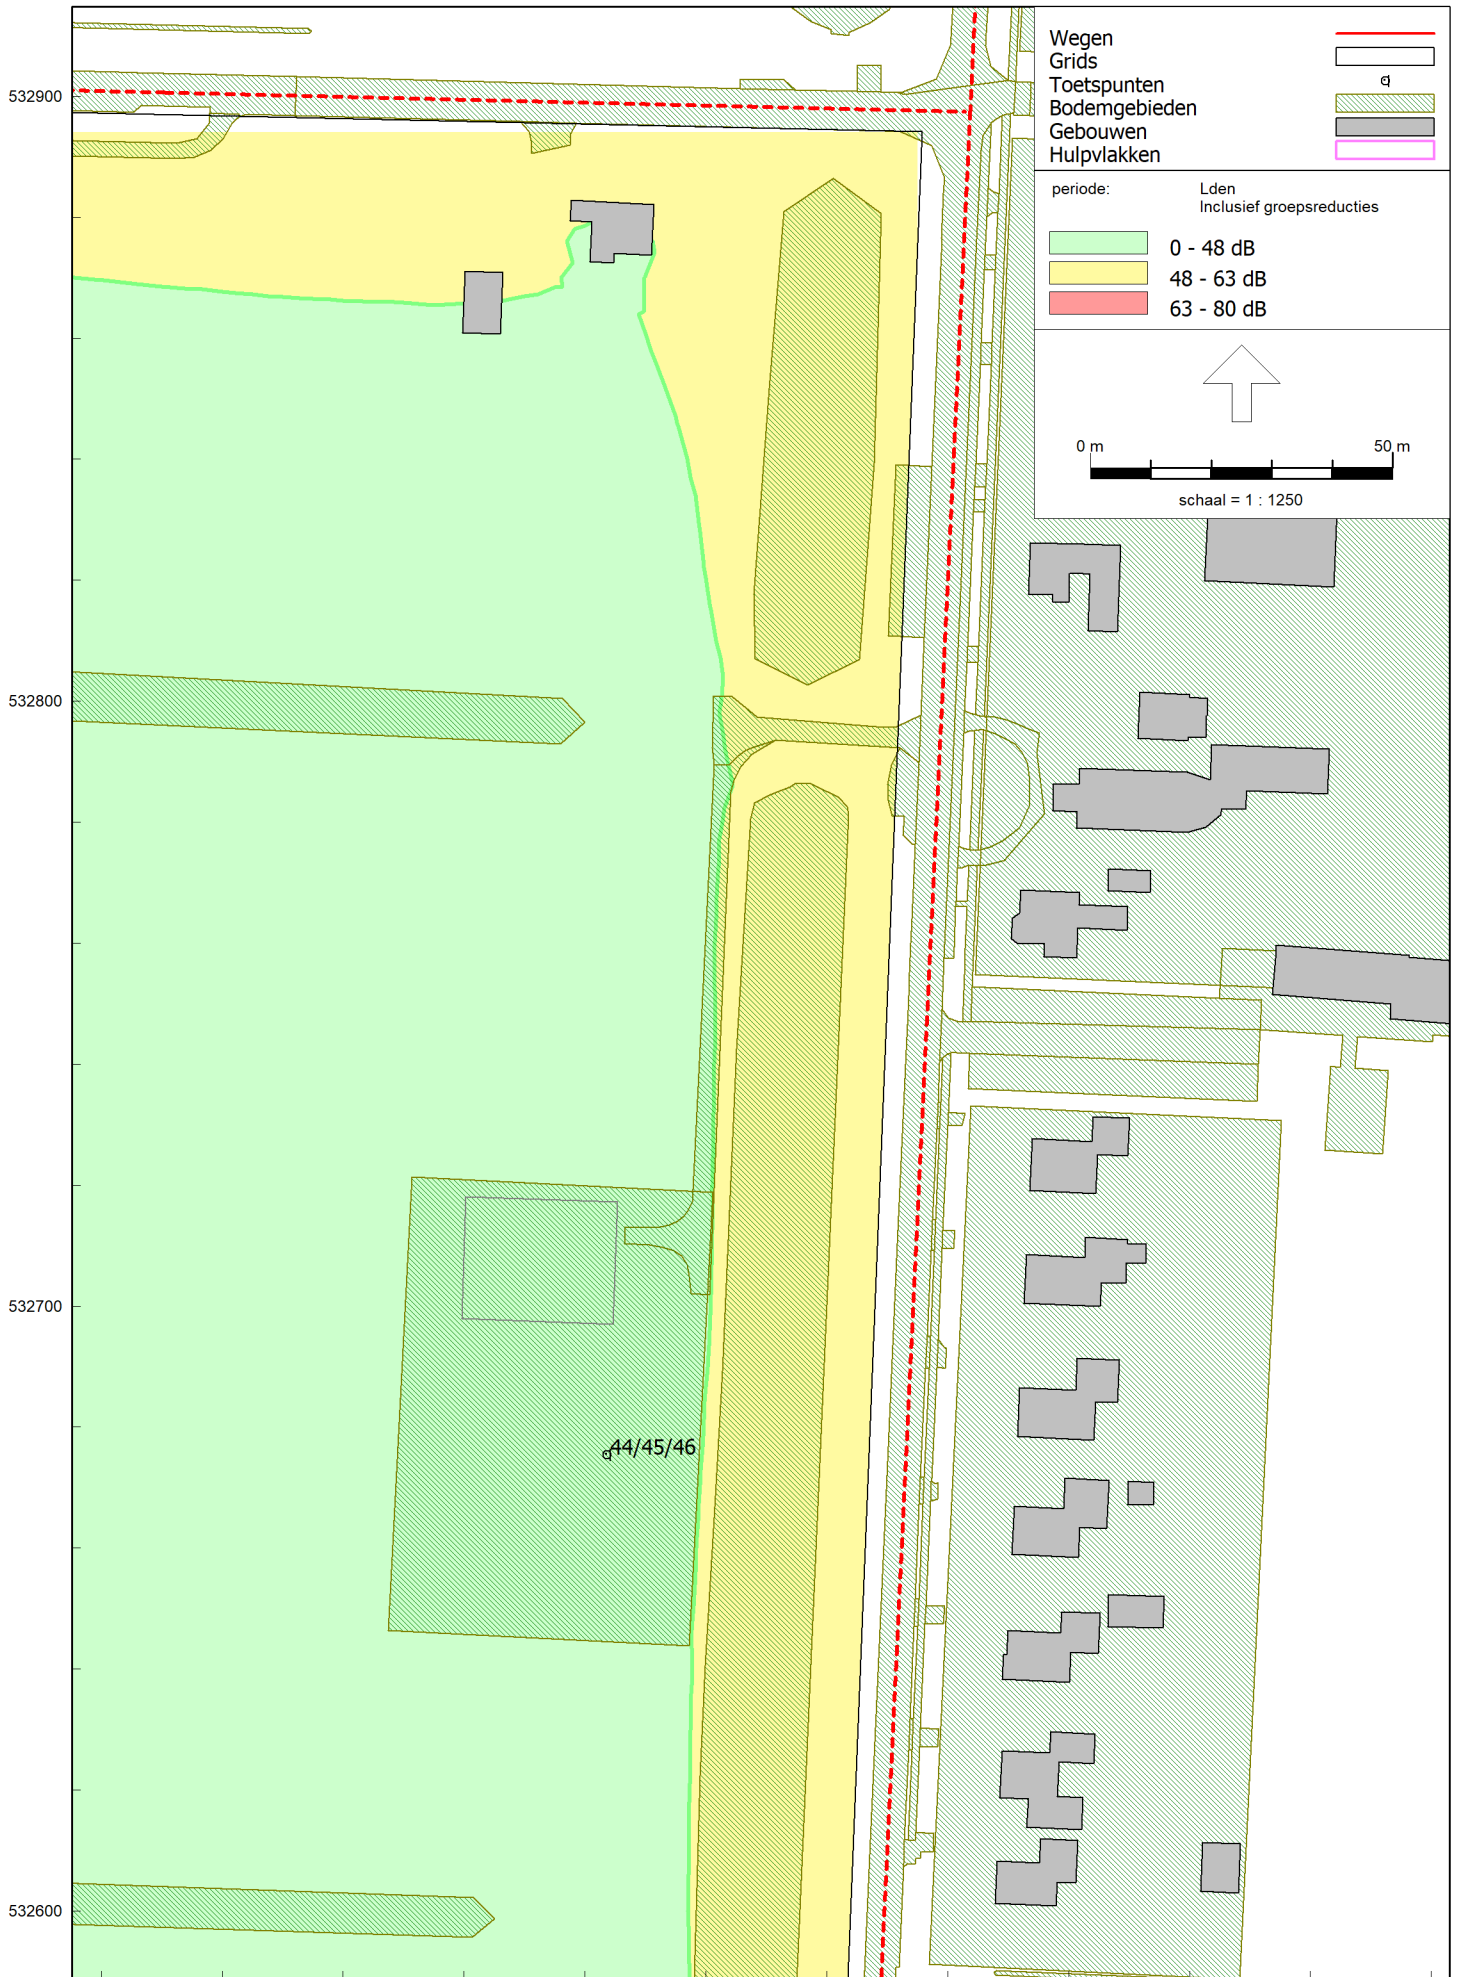 Wegen
Grids
Toetspunten
Bodemgebieden
Gebouwen
Hulpvlakken
periode: Lden
Inclusief groepsreducties
0 - 48 dB
48 - 63 dB
63 - 80 dB
0 m 50 m
schaal = 1 : 1250
532900
532800
532700
44/45/46
532600